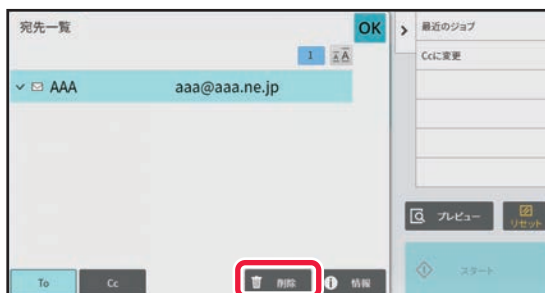 宛先一覧
OK
最近のジョブ
1
Ccに変更
AAA aaa@aaa.ne.jp
プレビュー
リセット
To
Cc
削除
情報
スタート